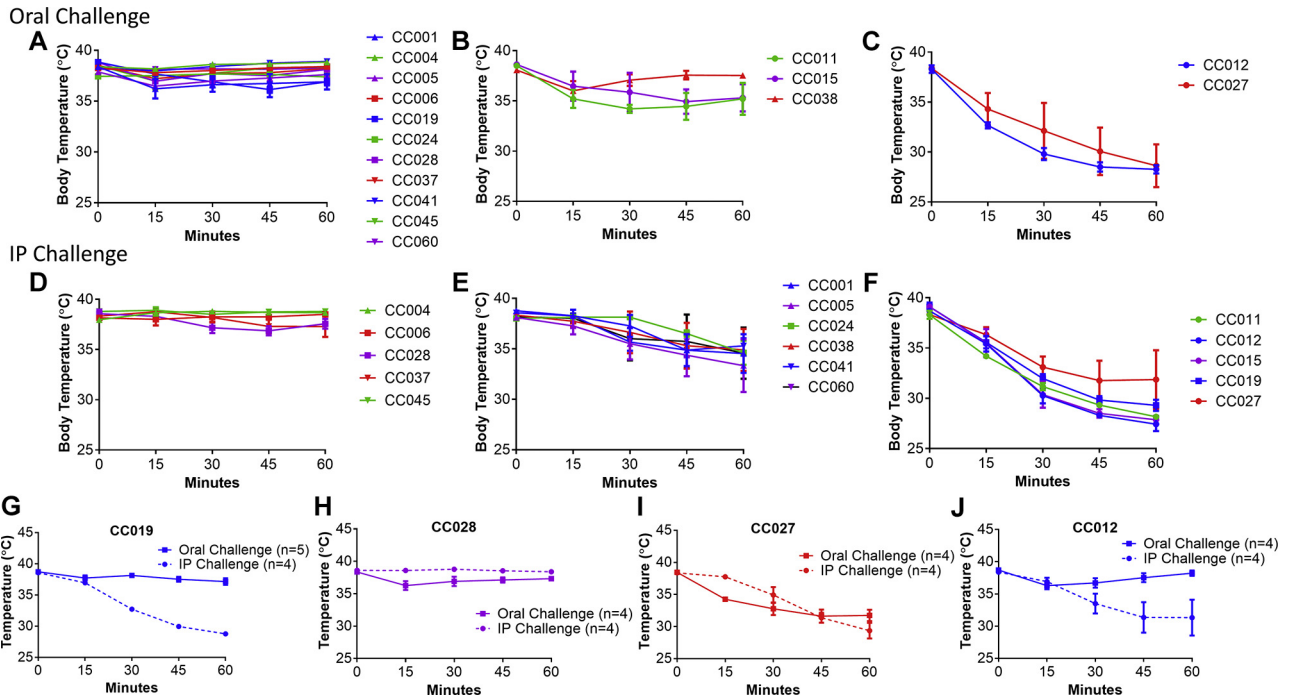 Oral Challenge
A
Body Temperature (°C)
40
35
30
25
0
15
30
45
60
Minutes
CC001
CC004
CC005
CC006
CC019
CC024
CC028
CC037
CC041
CC045
CC060
B
Body Temperature (°C)
40
35
30
25
0
15
30
45
60
Minutes
CC011
CC015
CC038
C
Body Temperature (°C)
40
35
30
25
0
15
30
45
60
Minutes
CC012
CC027
IP Challenge
D
Body Temperature (°C)
40
35
30
25
0
15
30
45
60
Minutes
CC004
CC006
CC028
CC037
CC045
E
Body Temperature (°C)
40
35
30
25
0
15
30
45
60
Minutes
CC001
CC005
CC024
CC038
CC041
CC060
F
Body Temperature (°C)
40
35
30
25
0
15
30
45
60
Minutes
CC011
CC012
CC015
CC019
CC027
G
CC019
Temperature (°C)
45
40
35
30
25
0
15
30
45
60
Minutes
Oral Challenge (n=5)
IP Challenge (n=4)
H
CC028
Temperature (°C)
45
40
35
30
25
0
15
30
45
60
Minutes
Oral Challenge (n=4)
IP Challenge (n=4)
I
CC027
Temperature (°C)
45
40
35
30
25
0
15
30
45
60
Minutes
Oral Challenge (n=4)
IP Challenge (n=4)
J
CC012
Temperature (°C)
45
40
35
30
25
0
15
30
45
60
Minutes
Oral Challenge (n=4)
IP Challenge (n=4)